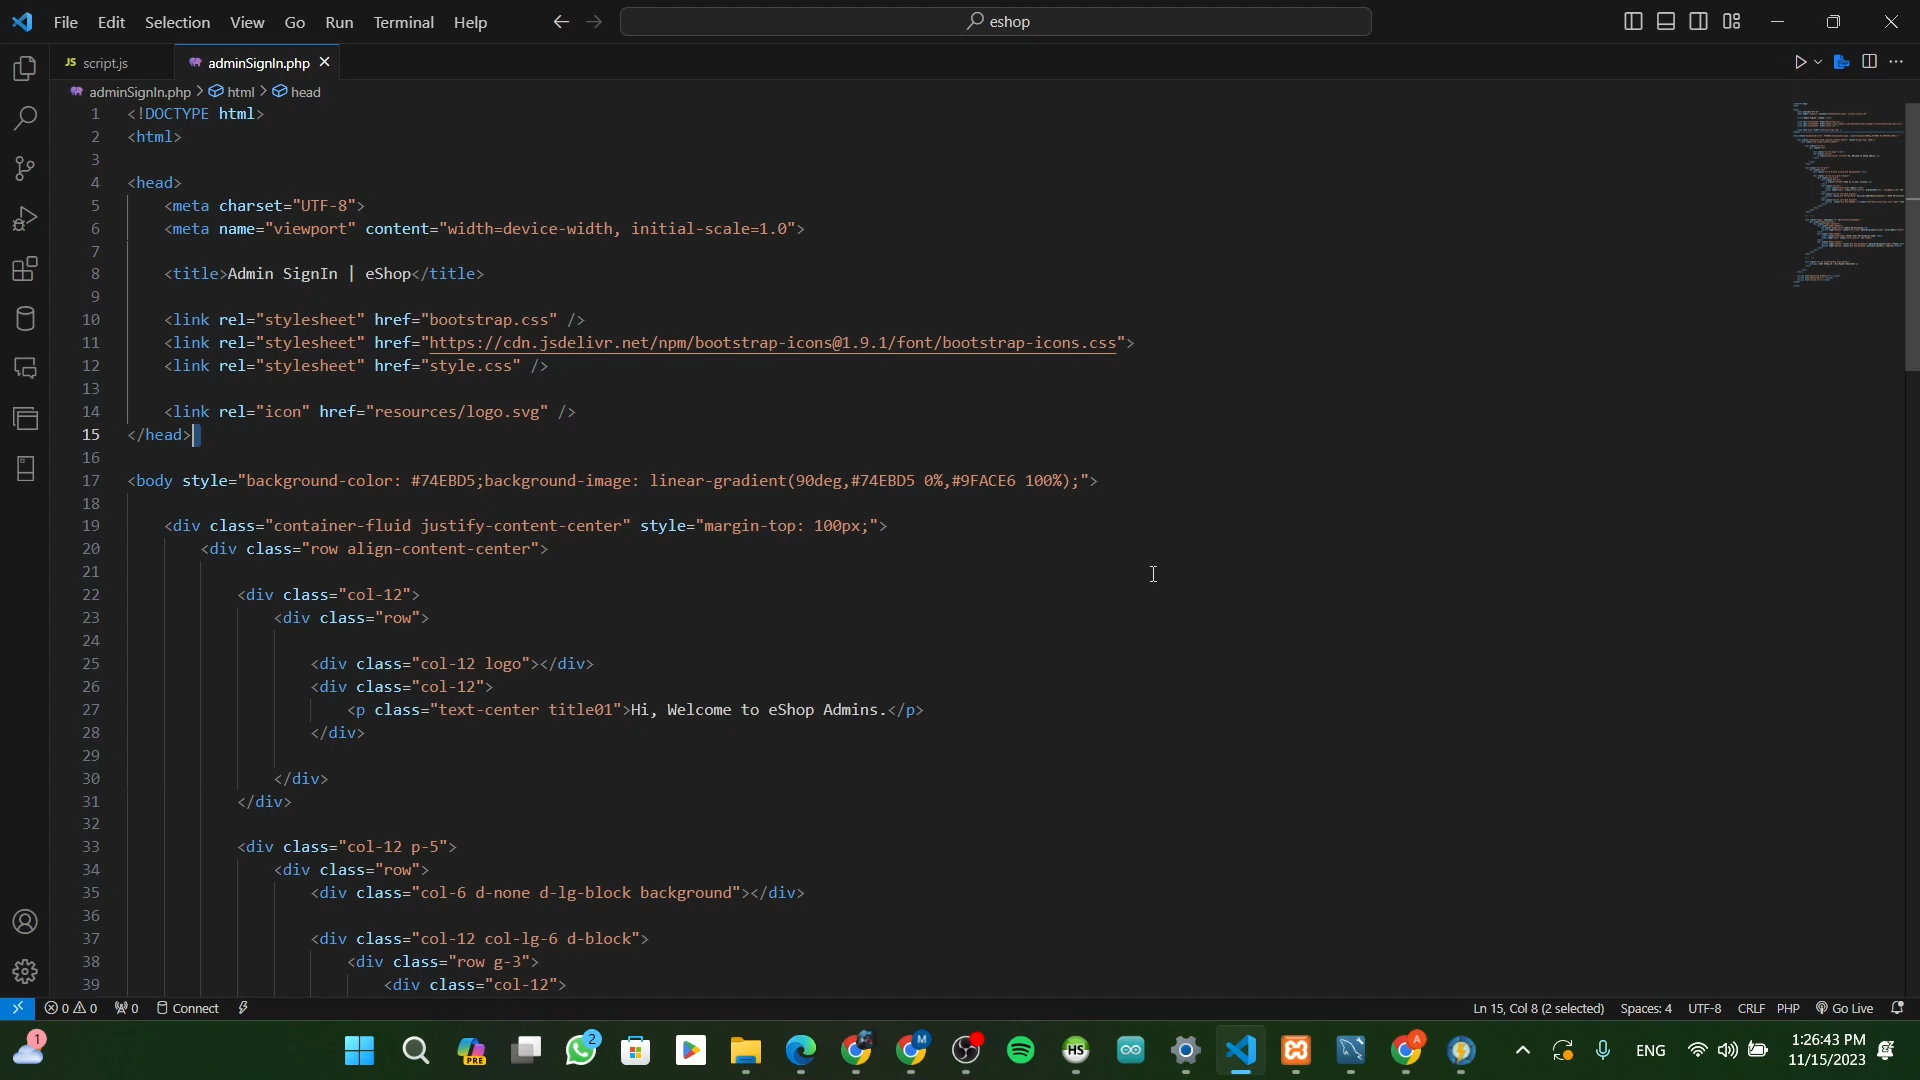 File Edit Selection View Go Run Terminal Help
eshop
JS script.js
adminSignIn.php
adminSignIn.php > html > head
1 <!DOCTYPE html>
2 <html>
3
4 <head>
5 <meta charset="UTF-8">
6 <meta name="viewport" content="width=device-width, initial-scale=1.0">
7
8 <title>Admin SignIn | eShop</title>
9
10 <link rel="stylesheet" href="bootstrap.css" />
11 <link rel="stylesheet" href="https://cdn.jsdelivr.net/npm/bootstrap-icons@1.9.1/font/bootstrap-icons.css">
12 <link rel="stylesheet" href="style.css" />
13
14 <link rel="icon" href="resources/logo.svg" />
15 </head>
16
17 <body style="background-color: #74EBD5;background-image: linear-gradient(90deg,#74EBD5 0%,#9FACE6 100%);">
18
19 <div class="container-fluid justify-content-center" style="margin-top: 100px;">
20 <div class="row align-content-center">
21
22 <div class="col-12">
23 <div class="row">
24
25 <div class="col-12 logo"></div>
26 <div class="col-12">
27 <p class="text-center title01">Hi, Welcome to eShop Admins.</p>
28 </div>
29
30 </div>
31 </div>
32
33 <div class="col-12 p-5">
34 <div class="row">
35 <div class="col-6 d-none d-lg-block background"></div>
36
37 <div class="col-12 col-lg-6 d-block">
38 <div class="row g-3">
39 <div class="col-12">
0 0 0 Connect
Ln 15, Col 8 (2 selected) Spaces: 4 UTF-8 CRLF PHP Go Live
1
PRE
2
M
HS
A
ENG
1:26:43 PM
11/15/2023